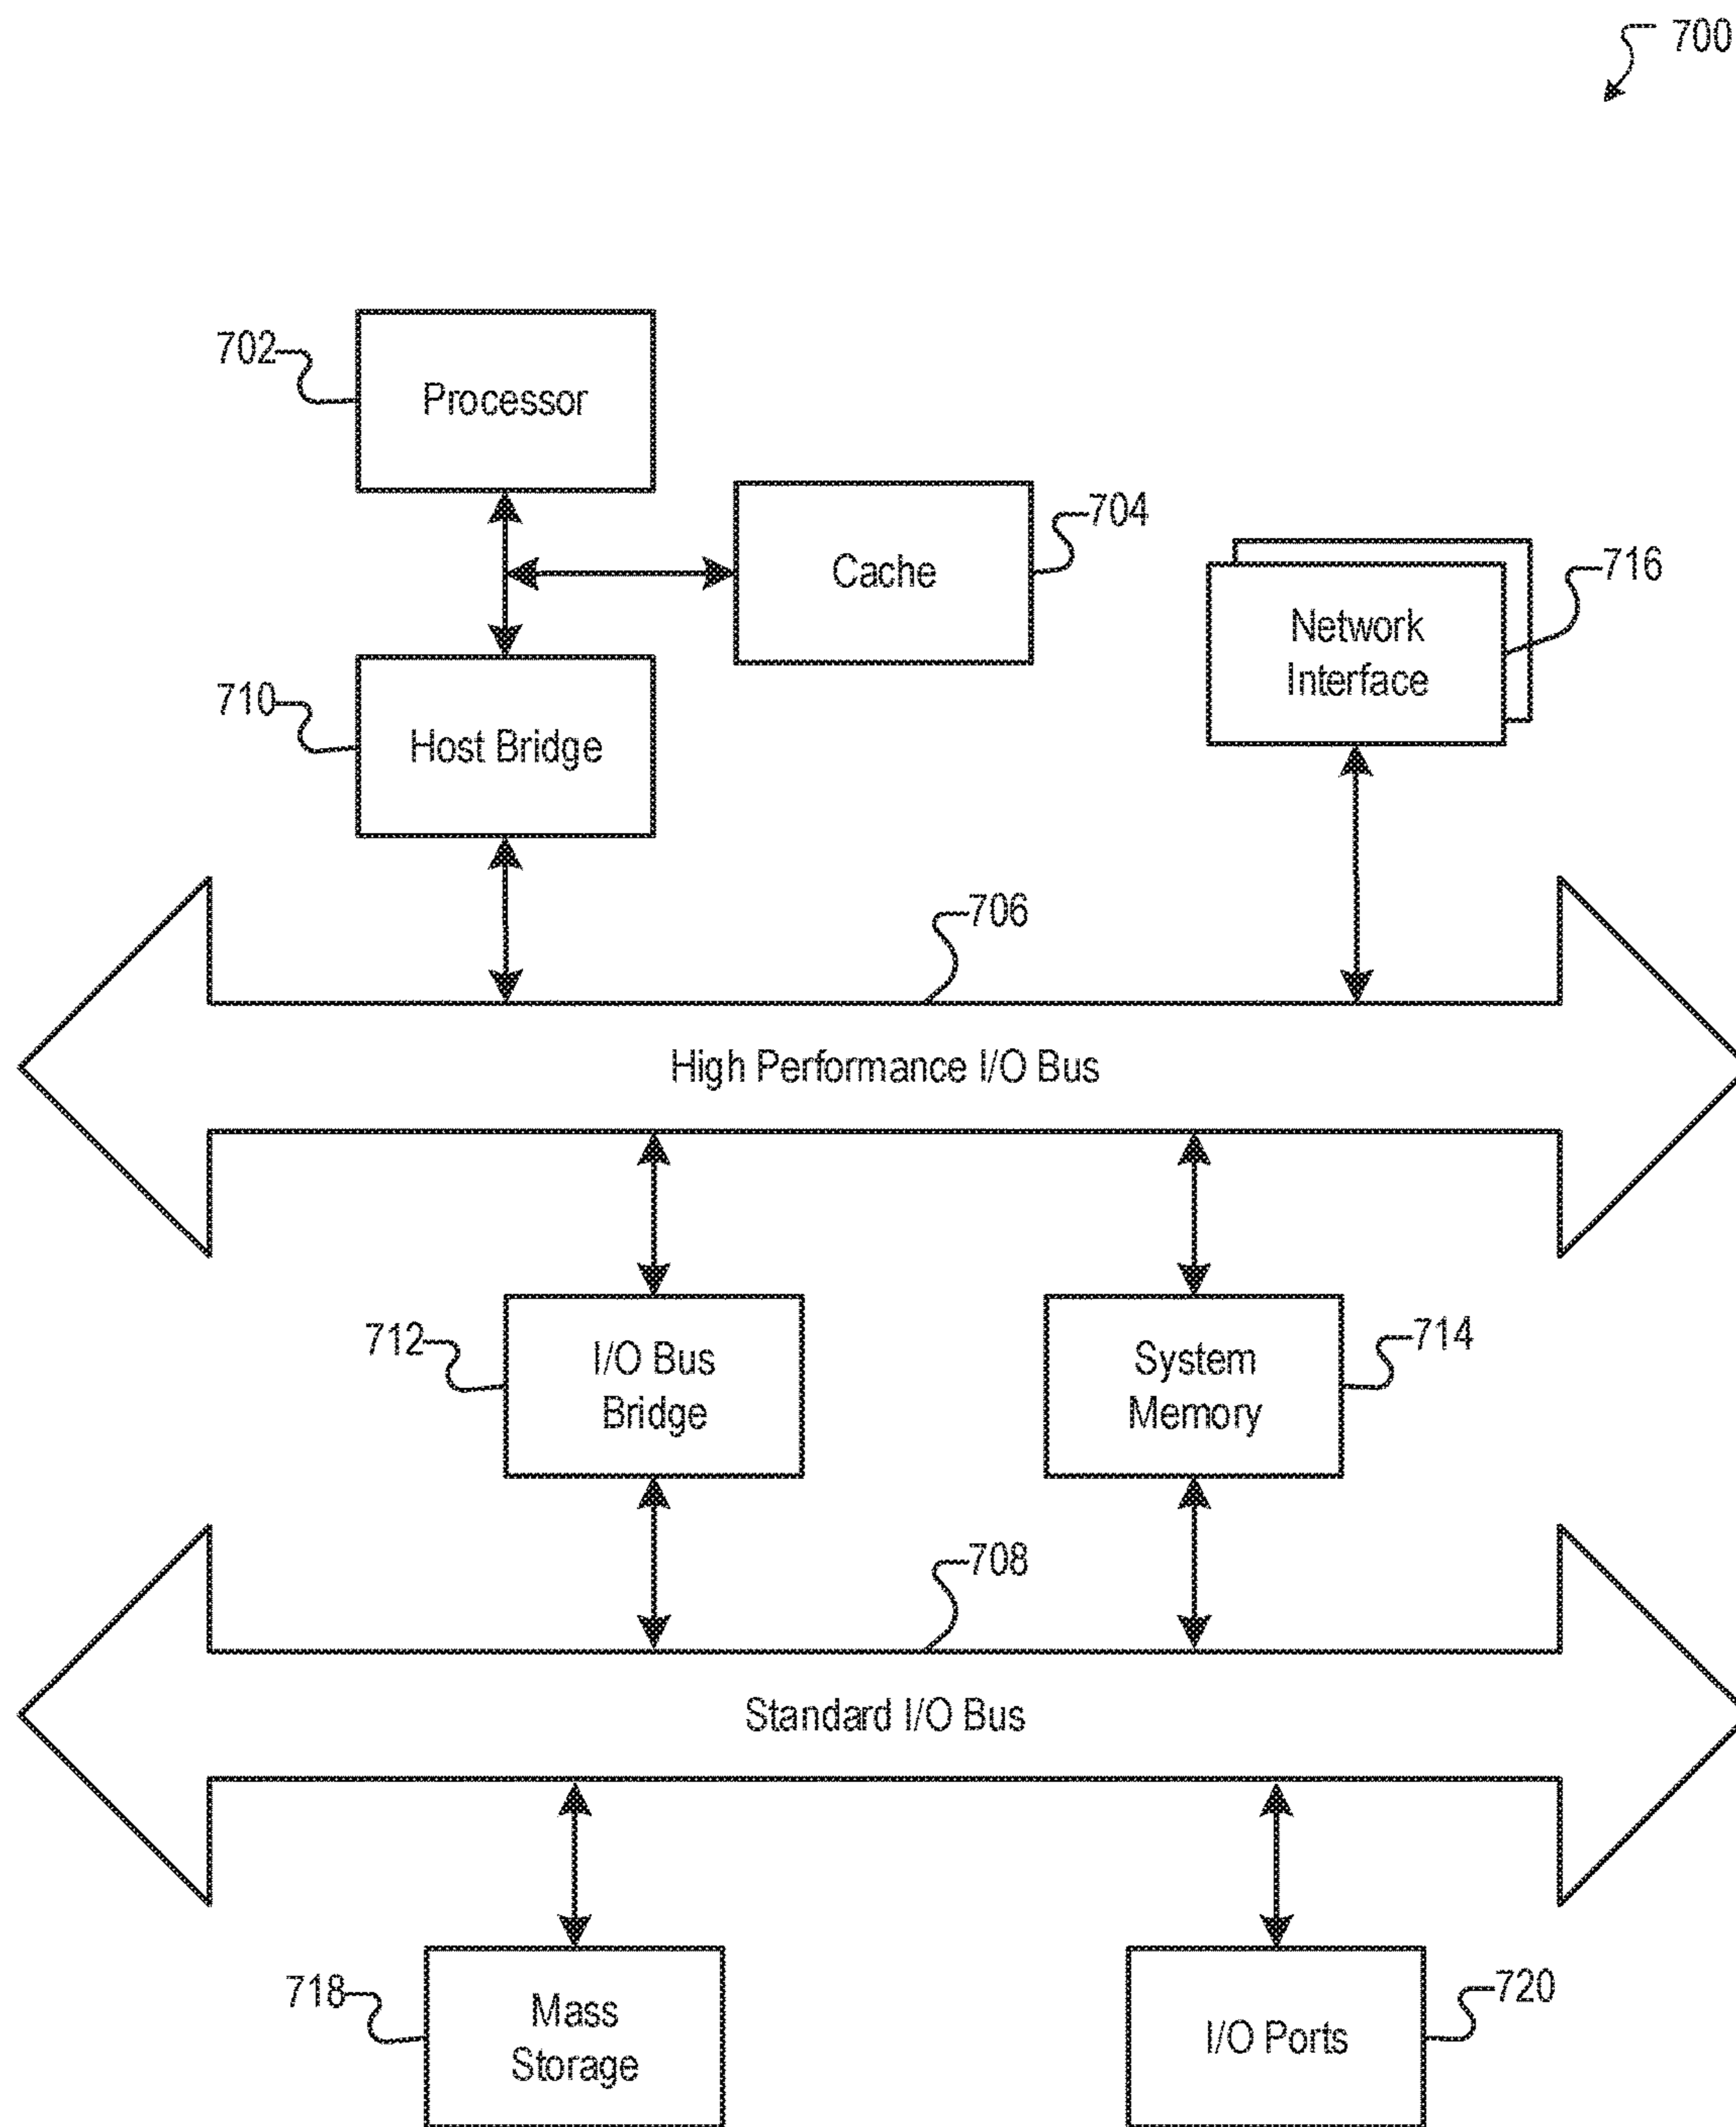 700
702
Processor
704
Cache
716
Network
Interface
710
Host Bridge
706
High Performance I/O Bus
712
I/O Bus
Bridge
714
System
Memory
708
Standard I/O Bus
718
Mass
Storage
720
I/O Ports